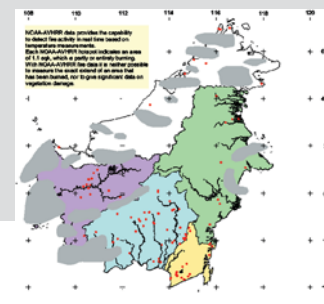 108 110 112 114 116 118 120
NOAA-AVHRR data provides the capability
to detect fire activity in real time based on
temperature measurements.
Each NOAA-AVHRR hotspot indicates an area
of 1.1 sqk, which is partly or entirely burning.
With NOAA-AVHRR fire data it is neither possible
to measure the exact extend of an area that
has been burned, nor to give significant data on
vegetation damage.